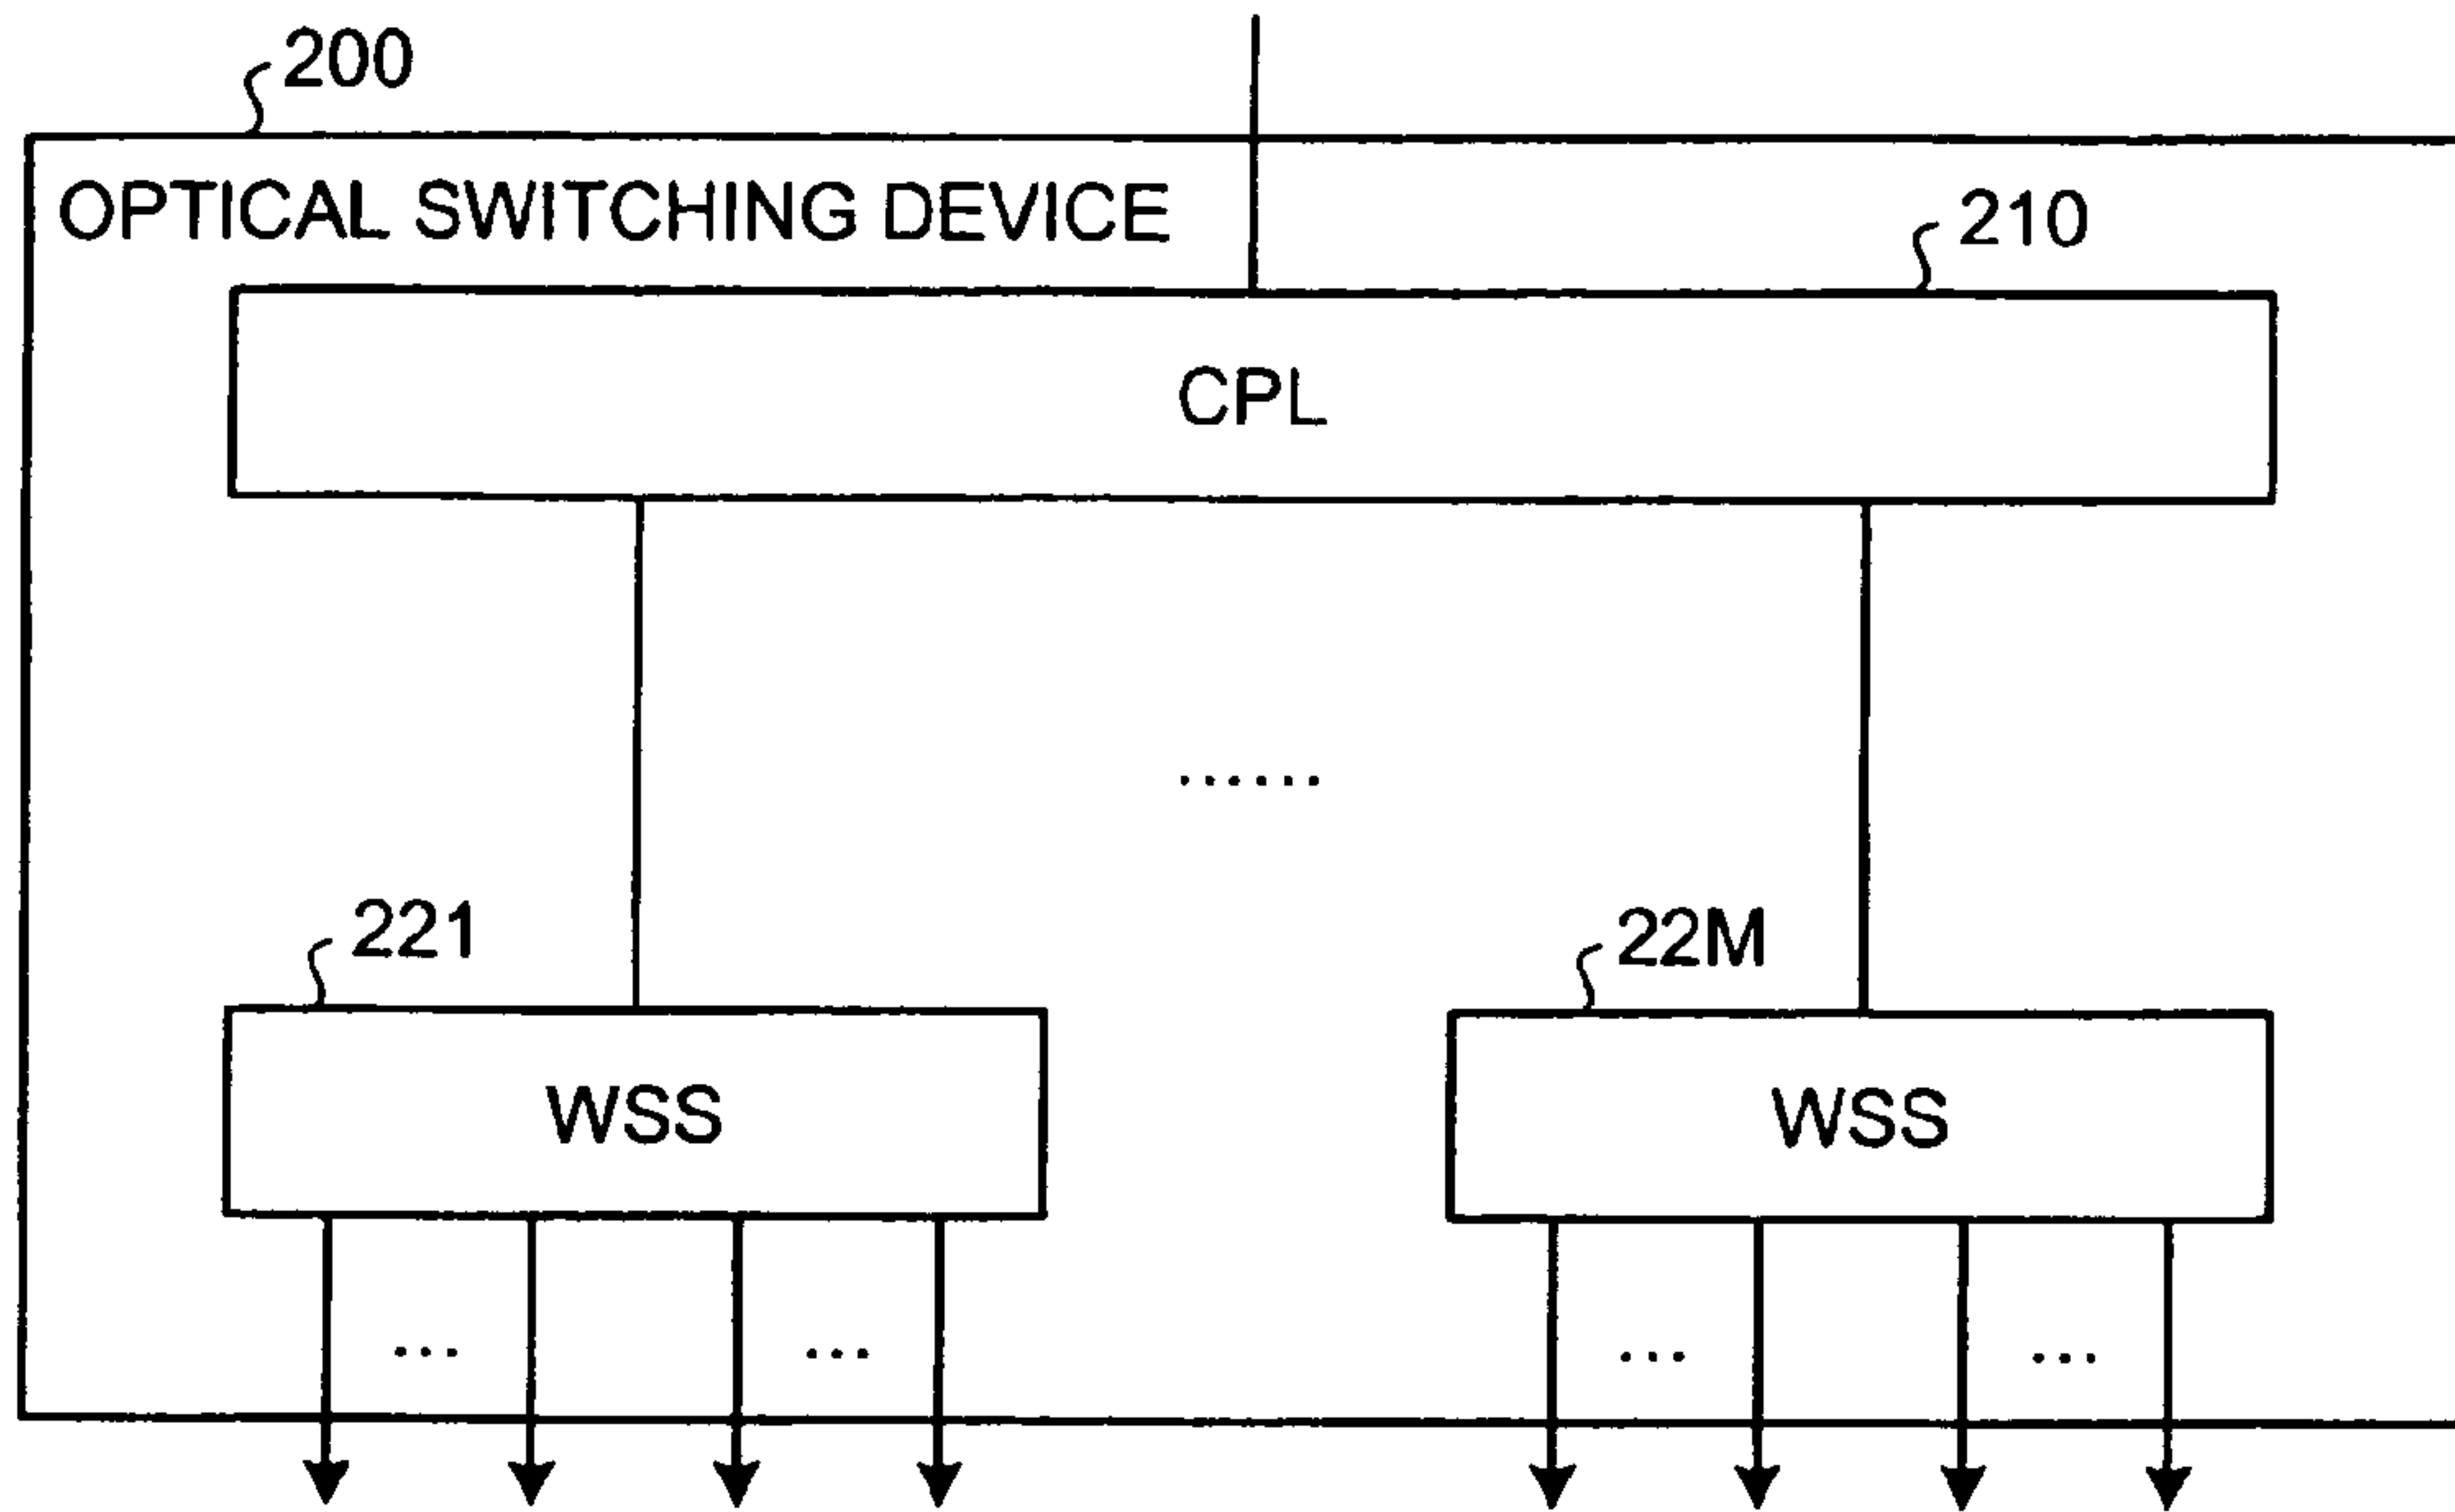 200
OPTICAL SWITCHING DEVICE
210
CPL
......
221
22M
WSS
WSS
... ... ... ...